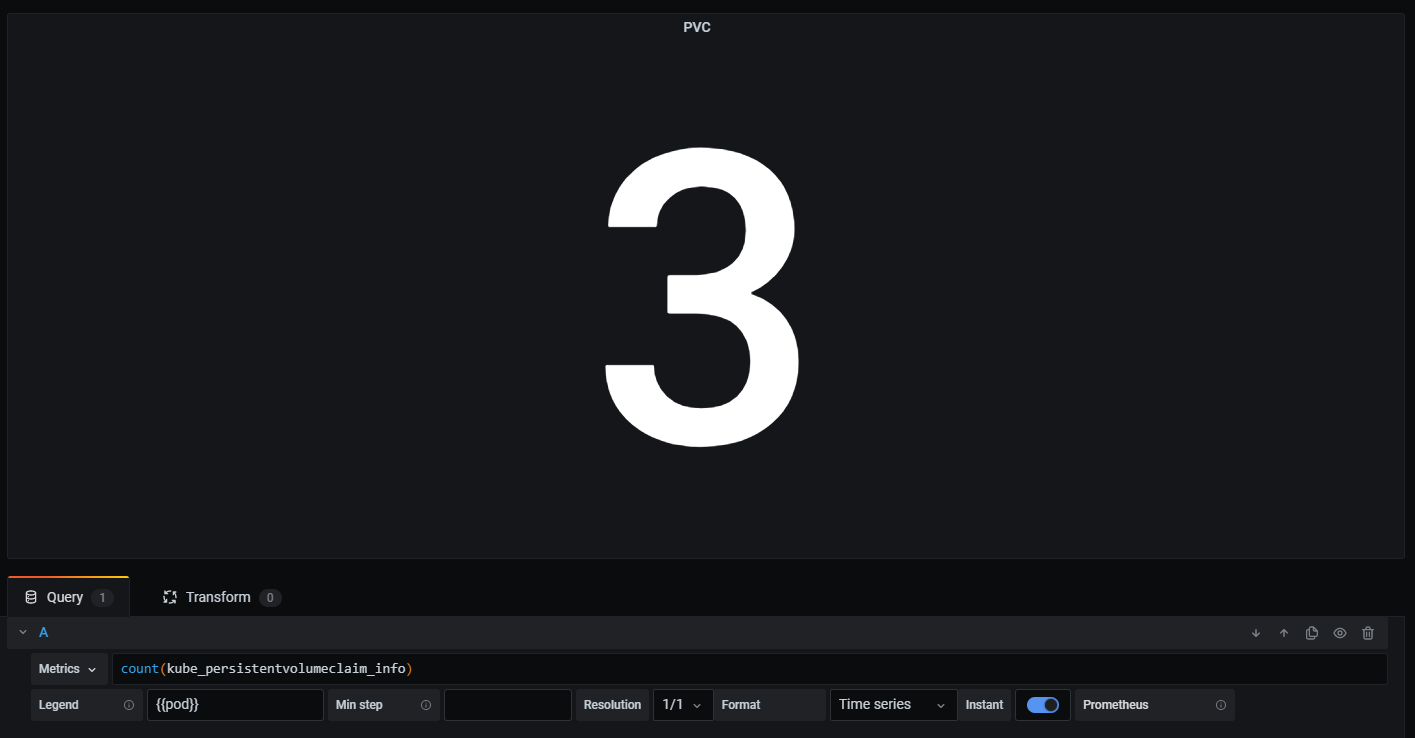 PVC
3
Query 1 Transform 0
A
Metrics count(kube_persistentvolumeclaim_info)
Legend {{pod}} Min step Resolution 1/1 Format Time series Instant Prometheus